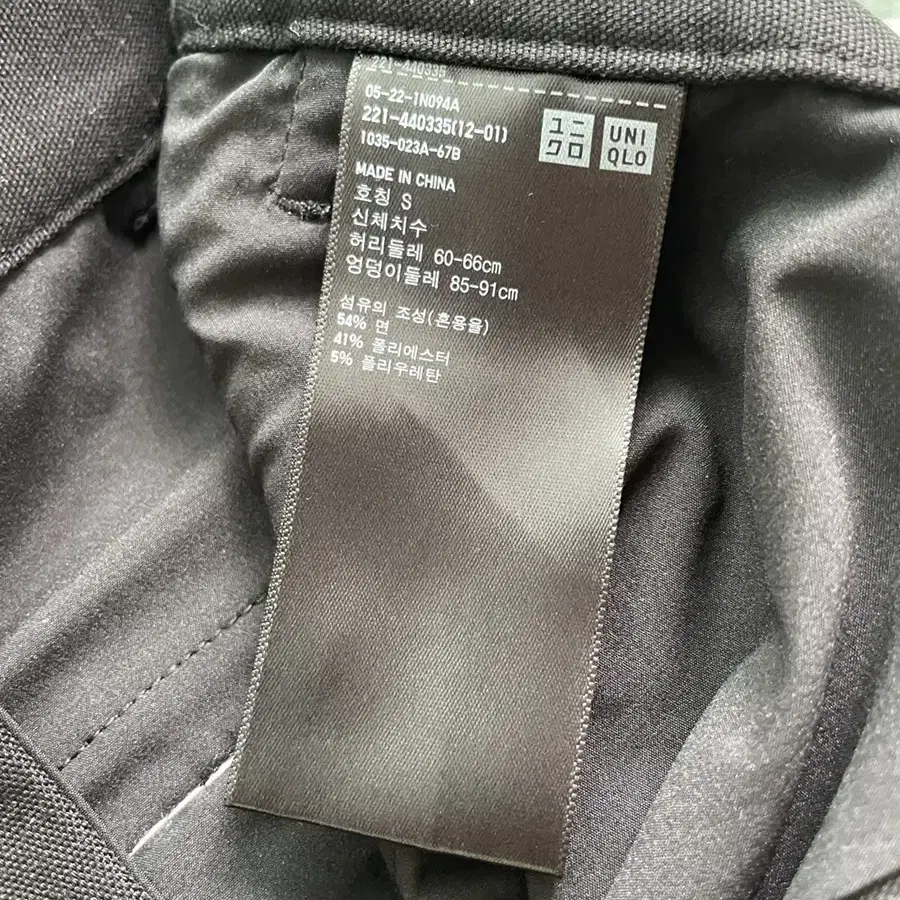 05-22-1N094A
221-440335(12-01)
1035-023A-67B
ユニ
クロ
UNI
QLO
MADE IN CHINA
호칭 S
신체치수
허리둘레 60-66cm
엉덩이둘레 85-91cm
섬유의 조성(혼용율)
54% 면
41% 폴리에스터
5% 폴리우레탄